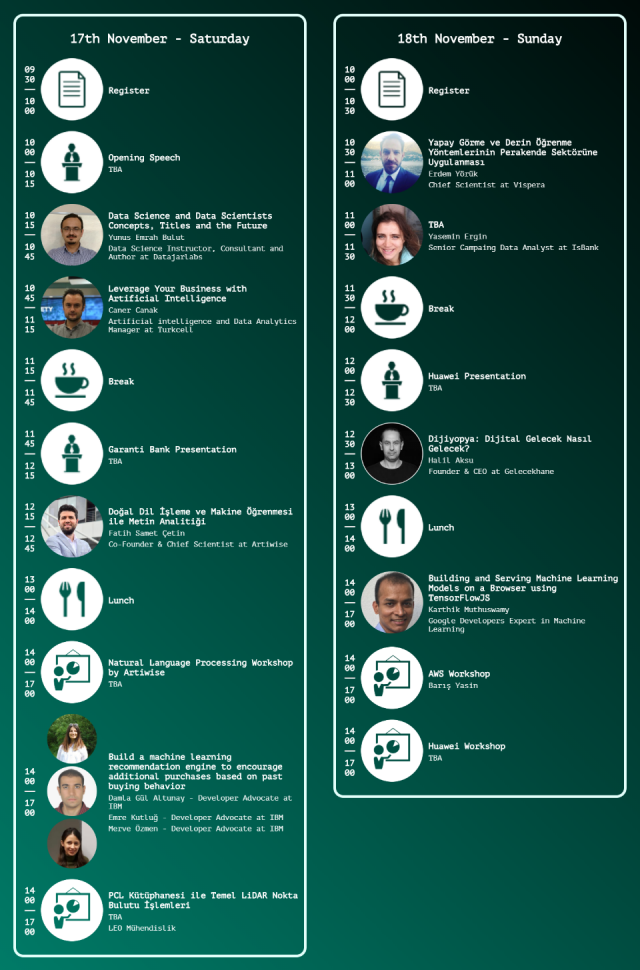 17th November - Saturday
09
30
—
10
00
Register
10
00
—
10
15
Opening Speech
TBA
10
15
—
10
45
Data Science and Data Scientists
Concepts, Titles and the Future
Yunus Emrah Bulut
Data Science Instructor, Consultant and
Author at Datajarlabs
10
45
—
11
15
Leverage Your Business with
Artificial Intelligence
Caner Canak
Artificial intelligence and Data Analytics
Manager at Turkcell
11
15
—
11
45
Break
11
45
—
12
15
Garanti Bank Presentation
TBA
12
15
—
12
45
Doğal Dil İşleme ve Makine Öğrenmesi
ile Metin Analitiği
Fatih Samet Çetin
Co-Founder & Chief Scientist at Artiwise
13
00
—
14
00
Lunch
14
00
—
17
00
Natural Language Processing Workshop
by Artiwise
TBA
14
00
—
17
00
Build a machine learning
recommendation engine to encourage
additional purchases based on past
buying behavior
Damla Gül Altunay - Developer Advocate at
IBM
Emre Kutluğ - Developer Advocate at IBM
Merve Özmen - Developer Advocate at IBM
14
00
—
17
00
PCL Kütüphanesi ile Temel LiDAR Nokta
Bulutu İşlemleri
TBA
LEO Mühendislik
18th November - Sunday
10
00
—
10
30
Register
10
30
—
11
00
Yapay Görme ve Derin Öğrenme
Yöntemlerinin Perakende Sektörüne
Uygulanması
Erdem Yörük
Chief Scientist at Vispera
11
00
—
11
30
TBA
Yasemin Ergin
Senior Campaing Data Analyst at İsBank
11
30
—
12
00
Break
12
00
—
12
30
Huawei Presentation
TBA
12
30
—
13
00
Dijiyopya: Dijital Gelecek Nasıl
Gelecek?
Halil Aksu
Founder & CEO at Gelecekhane
13
00
—
14
00
Lunch
14
00
—
17
00
Building and Serving Machine Learning
Models on a Browser using
TensorFlowJS
Karthik Muthuswamy
Google Developers Expert in Machine
Learning
14
00
—
17
00
AWS Workshop
Barış Yasin
14
00
—
17
00
Huawei Workshop
TBA